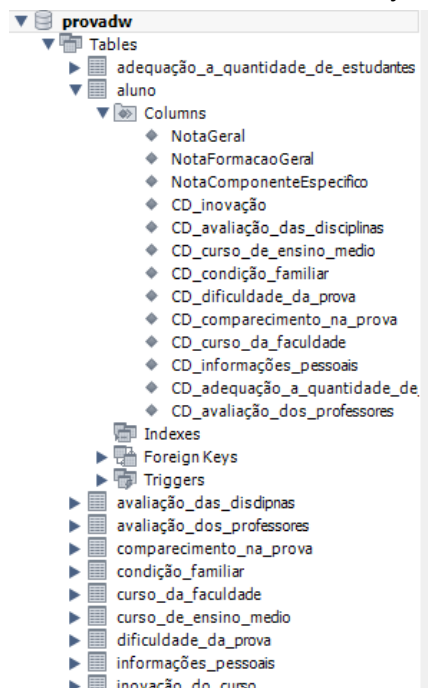 provadw
Tables
adequação_a_quantidade_de_estudantes
aluno
Columns
NotaGeral
NotaFormacaoGeral
NotaComponenteEspecifico
CD_inovação
CD_avaliação_das_disciplinas
CD_curso_de_ensino_medio
CD_condição_familiar
CD_dificuldade_da_prova
CD_comparecimento_na_prova
CD_curso_da_faculdade
CD_informações_pessoais
CD_adequação_a_quantidade_de_
CD_avaliação_dos_professores
Indexes
Foreign Keys
Triggers
avaliação_das_disdipnas
avaliação_dos_professores
comparecimento_na_prova
condição_familiar
curso_da_faculdade
curso_de_ensino_medio
dificuldade_da_prova
informações_pessoais
inovação_do_curso